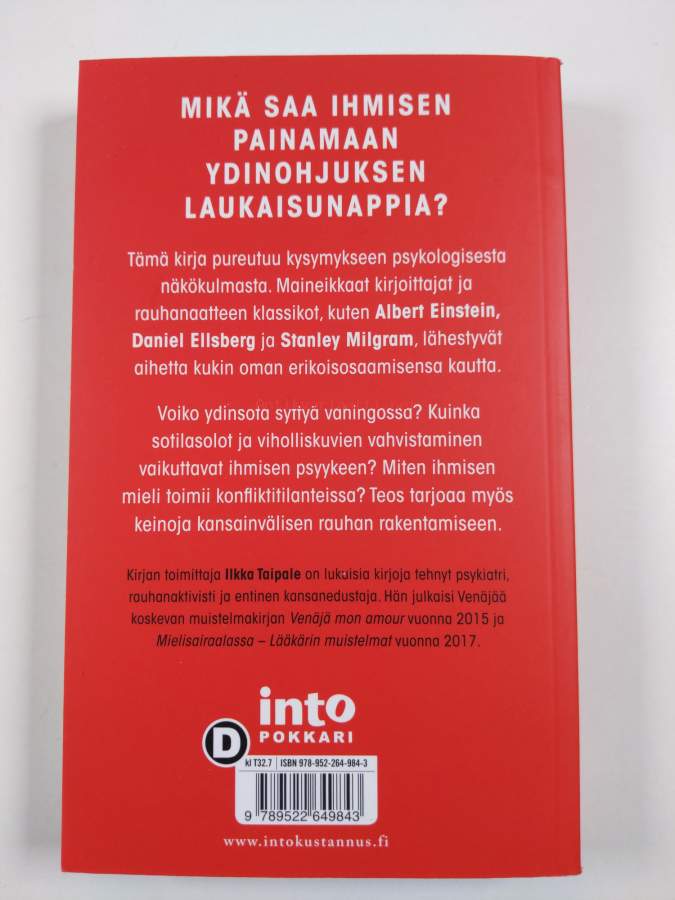 MIKÄ SAA IHMISEN
PAINAMAAN
YDINOHJUKSEN
LAUKAISUNAPPIA?
Tämä kirja pureutuu kysymykseen psykologisesta
näkökulmasta. Maineikkaat kirjoittajat ja
rauhanaatteen klassikot, kuten Albert Einstein,
Daniel Ellsberg ja Stanley Milgram, lähestyvät
aihetta kukin oman erikoisosaamisensa kautta.
Voiko ydinsota syttyä vaningossa? Kuinka
sotilasolot ja viholliskuvien vahvistaminen
vaikuttavat ihmisen psyykeen? Miten ihmisen
mieli toimii konfliktitilanteissa? Teos tarjoaa myös
keinoja kansainvälisen rauhan rakentamiseen.
Kirjan toimittaja Ilkka Taipale on lukuisia kirjoja tehnyt psykiatri,
rauhanaktivisti ja entinen kansanedustaja. Hän julkaisi Venäjää
koskevan muistelmakirjan Venäjä mon amour vuonna 2015 ja
Mielisairaalassa – Lääkärin muistelmat vuonna 2017.
into
POKKARI
D
kl T32.7 ISBN 978-952-264-984-3
9 789522 649843
www.intokustannus.fi